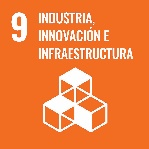 9 INDUSTRIA,
INNOVACIÓN E
INFRAESTRUCTURA